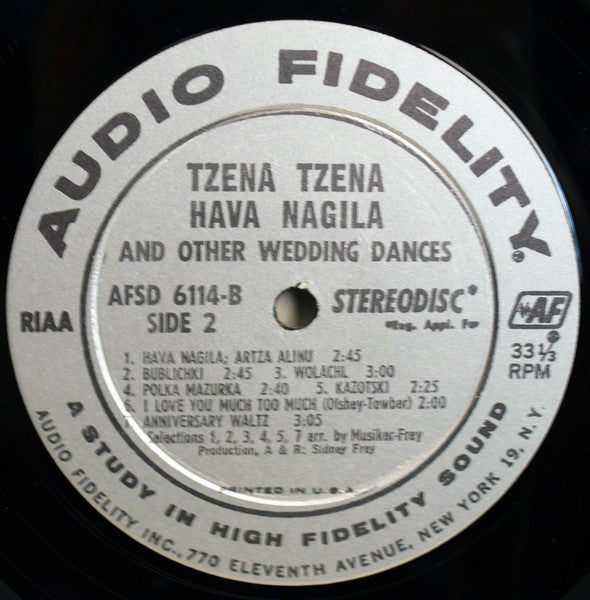 AUDIO FIDELITY®
TZENA TZENA
HAVA NAGILA
AND OTHER WEDDING DANCES
AFSD 6114-B
SIDE 2
STEREODISC*
*Reg. Appl. For
RIAA
AF®
33 1/3
RPM
1. HAVA NAGILA; ARTZA ALINU 2:45
2. BUBLICHKI 2:45 3. WOLACHL 3:00
4. POLKA MAZURKA 2:40 5. KAZOTSKI 2:25
6. I LOVE YOU MUCH TOO MUCH (Olshey-Towber) 2:00
7. ANNIVERSARY WALTZ 3:05
Selections 1, 2, 3, 4, 5, 7 arr. by Musiker-Frey
Production, A & R: Sidney Frey
PRINTED IN U.S.A.
A STUDY IN HIGH FIDELITY SOUND
AUDIO FIDELITY INC., 770 ELEVENTH AVENUE, NEW YORK 19, N.Y.